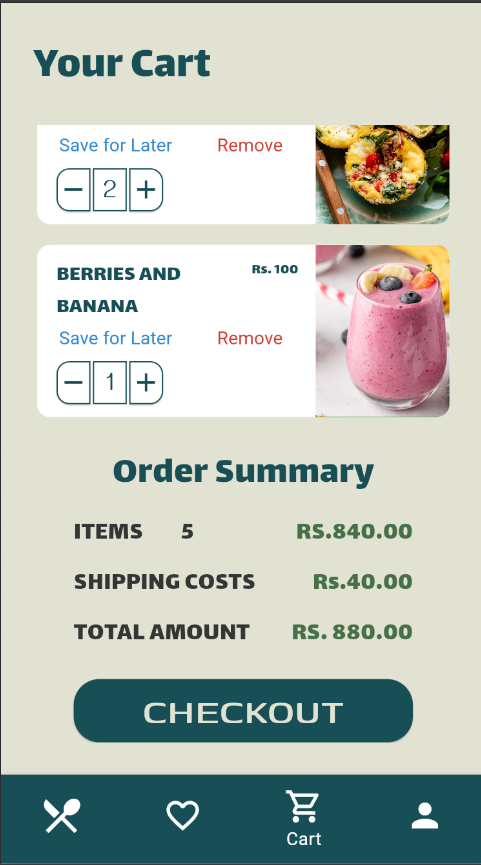 Your Cart
Save for Later Remove
2
BERRIES AND Rs. 100
BANANA
Save for Later Remove
1
Order Summary
ITEMS 5 RS.840.00
SHIPPING COSTS Rs.40.00
TOTAL AMOUNT RS. 880.00
CHECKOUT
Cart